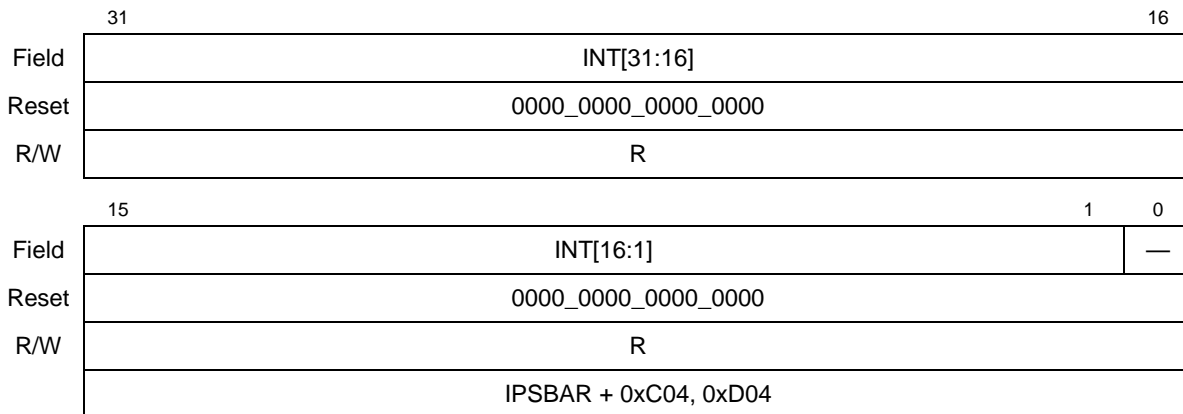 31 16
Field INT[31:16]
Reset 0000_0000_0000_0000
R/W R
15 1 0
Field INT[16:1] —
Reset 0000_0000_0000_0000
R/W R
IPSBAR + 0xC04, 0xD04